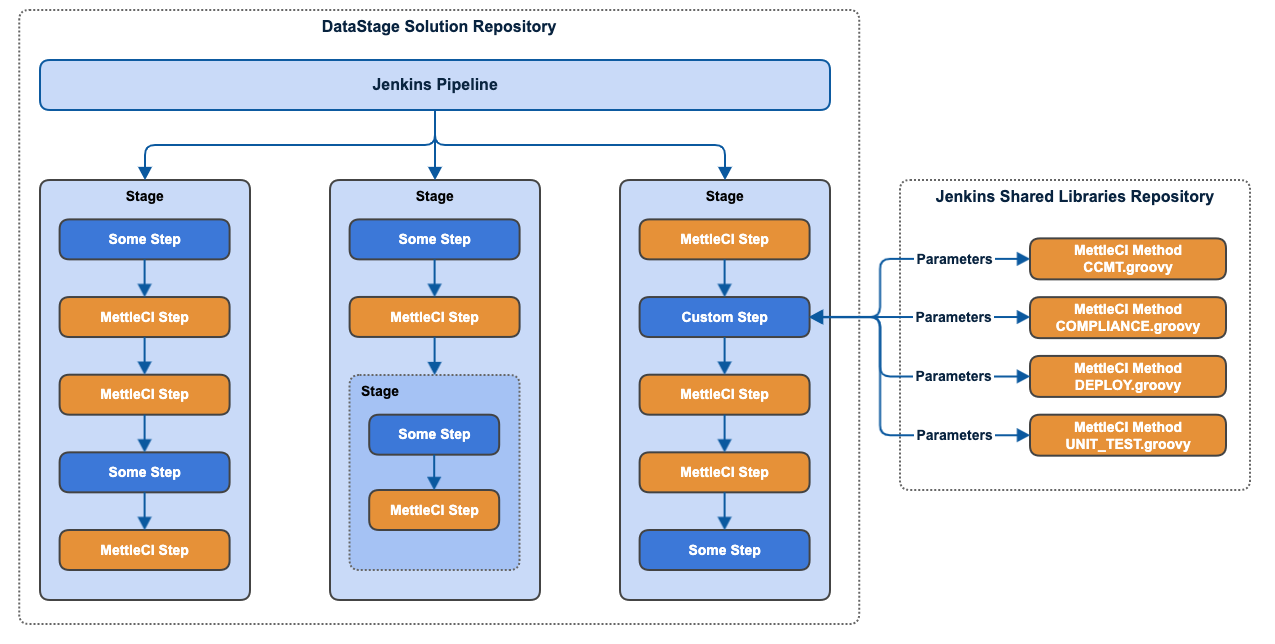 DataStage Solution Repository
Jenkins Pipeline
Stage
Some Step
MettleCI Step
MettleCI Step
Some Step
MettleCI Step
Stage
Some Step
MettleCI Step
Stage
Some Step
MettleCI Step
Stage
MettleCI Step
Custom Step
MettleCI Step
MettleCI Step
Some Step
Jenkins Shared Libraries Repository
Parameters
MettleCI Method
CCMT.groovy
Parameters
MettleCI Method
COMPLIANCE.groovy
Parameters
MettleCI Method
DEPLOY.groovy
Parameters
MettleCI Method
UNIT_TEST.groovy